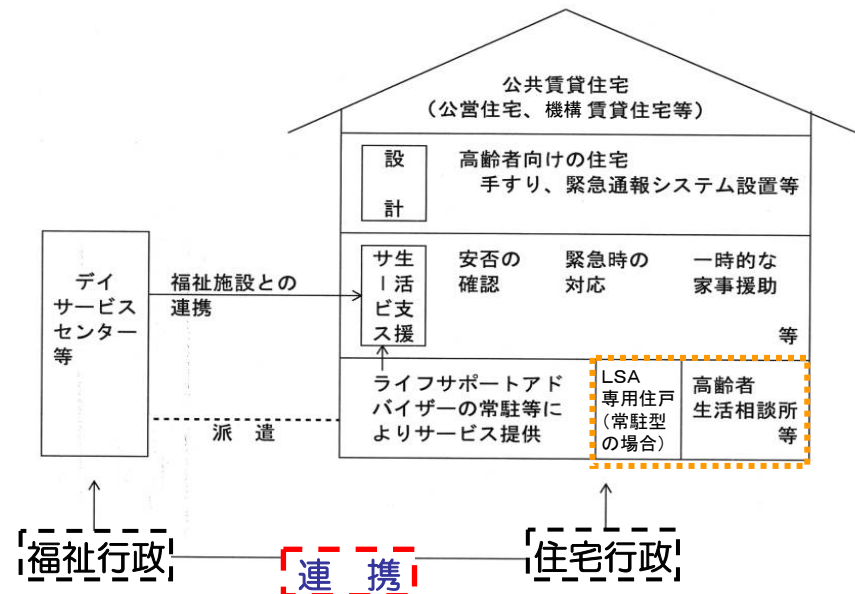 公共賃貸住宅
（公営住宅、機構賃貸住宅等）
設計
高齢者向けの住宅
手すり、緊急通報システム設置等
デイ
サービス
センター
等
福祉施設との
連携
生活支援
サービス
安否の
確認
緊急時の
対応
一時的な
家事援助
等
ライフサポートアド
バイザーの常駐等に
よりサービス提供
LSA
専用住戸
（常駐型
の場合）
高齢者
生活相談所
等
派遣
福祉行政
連携
住宅行政